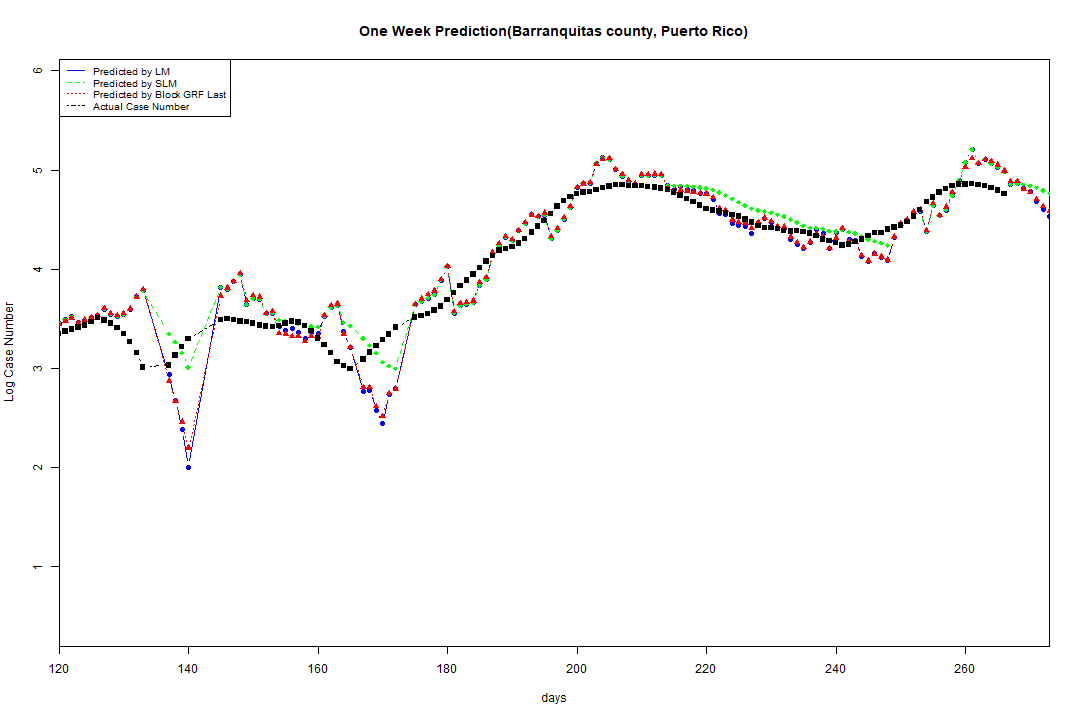 One Week Prediction(Barranquitas county, Puerto Rico)
Predicted by LM
Predicted by SLM
Predicted by Block GRF Last
Actual Case Number
6
5
4
3
2
1
Log Case Number
120 140 160 180 200 220 240 260
days